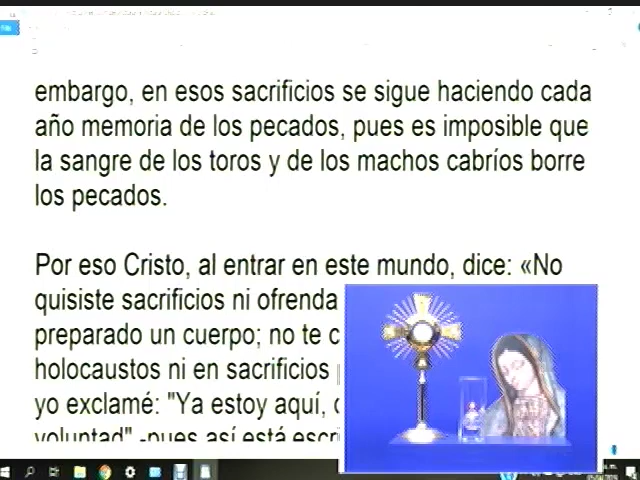 embargo, en esos sacrificios se sigue haciendo cada
año memoria de los pecados, pues es imposible que
la sangre de los toros y de los machos cabríos borre
los pecados.
Por eso Cristo, al entrar en este mundo, dice: «No
quisiste sacrificios ni ofrenda
preparado un cuerpo; no te c
holocaustos ni en sacrificios
yo exclamé: "Ya estoy aquí,
voluntad" -pues así está escri